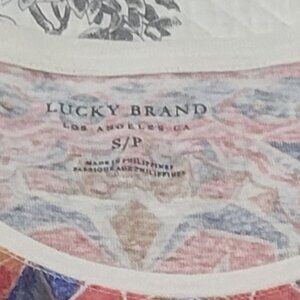 LUCKY BRAND
LOS ANGELES CA
S/P
MADE IN PHILIPPINES
FABRIQUE AUX PHILIPPINES